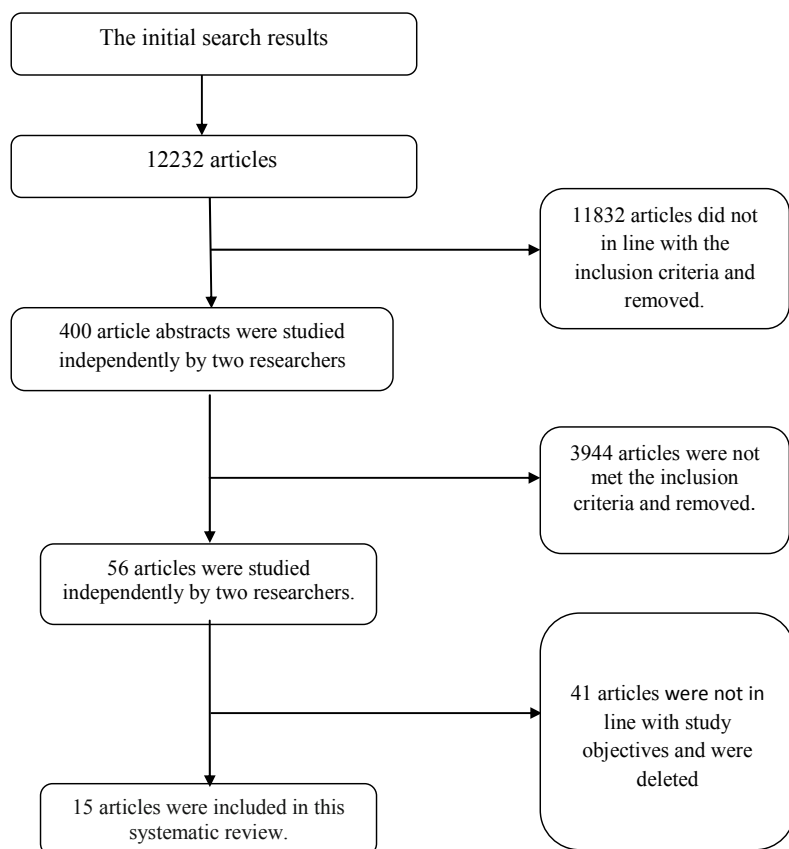 The initial search results
12232 articles
11832 articles did not
in line with the
inclusion criteria and
removed.
400 article abstracts were studied
independently by two researchers
3944 articles were not
met the inclusion
criteria and removed.
56 articles were studied
independently by two researchers.
41 articles were not in
line with study
objectives and were
deleted
15 articles were included in this
systematic review.